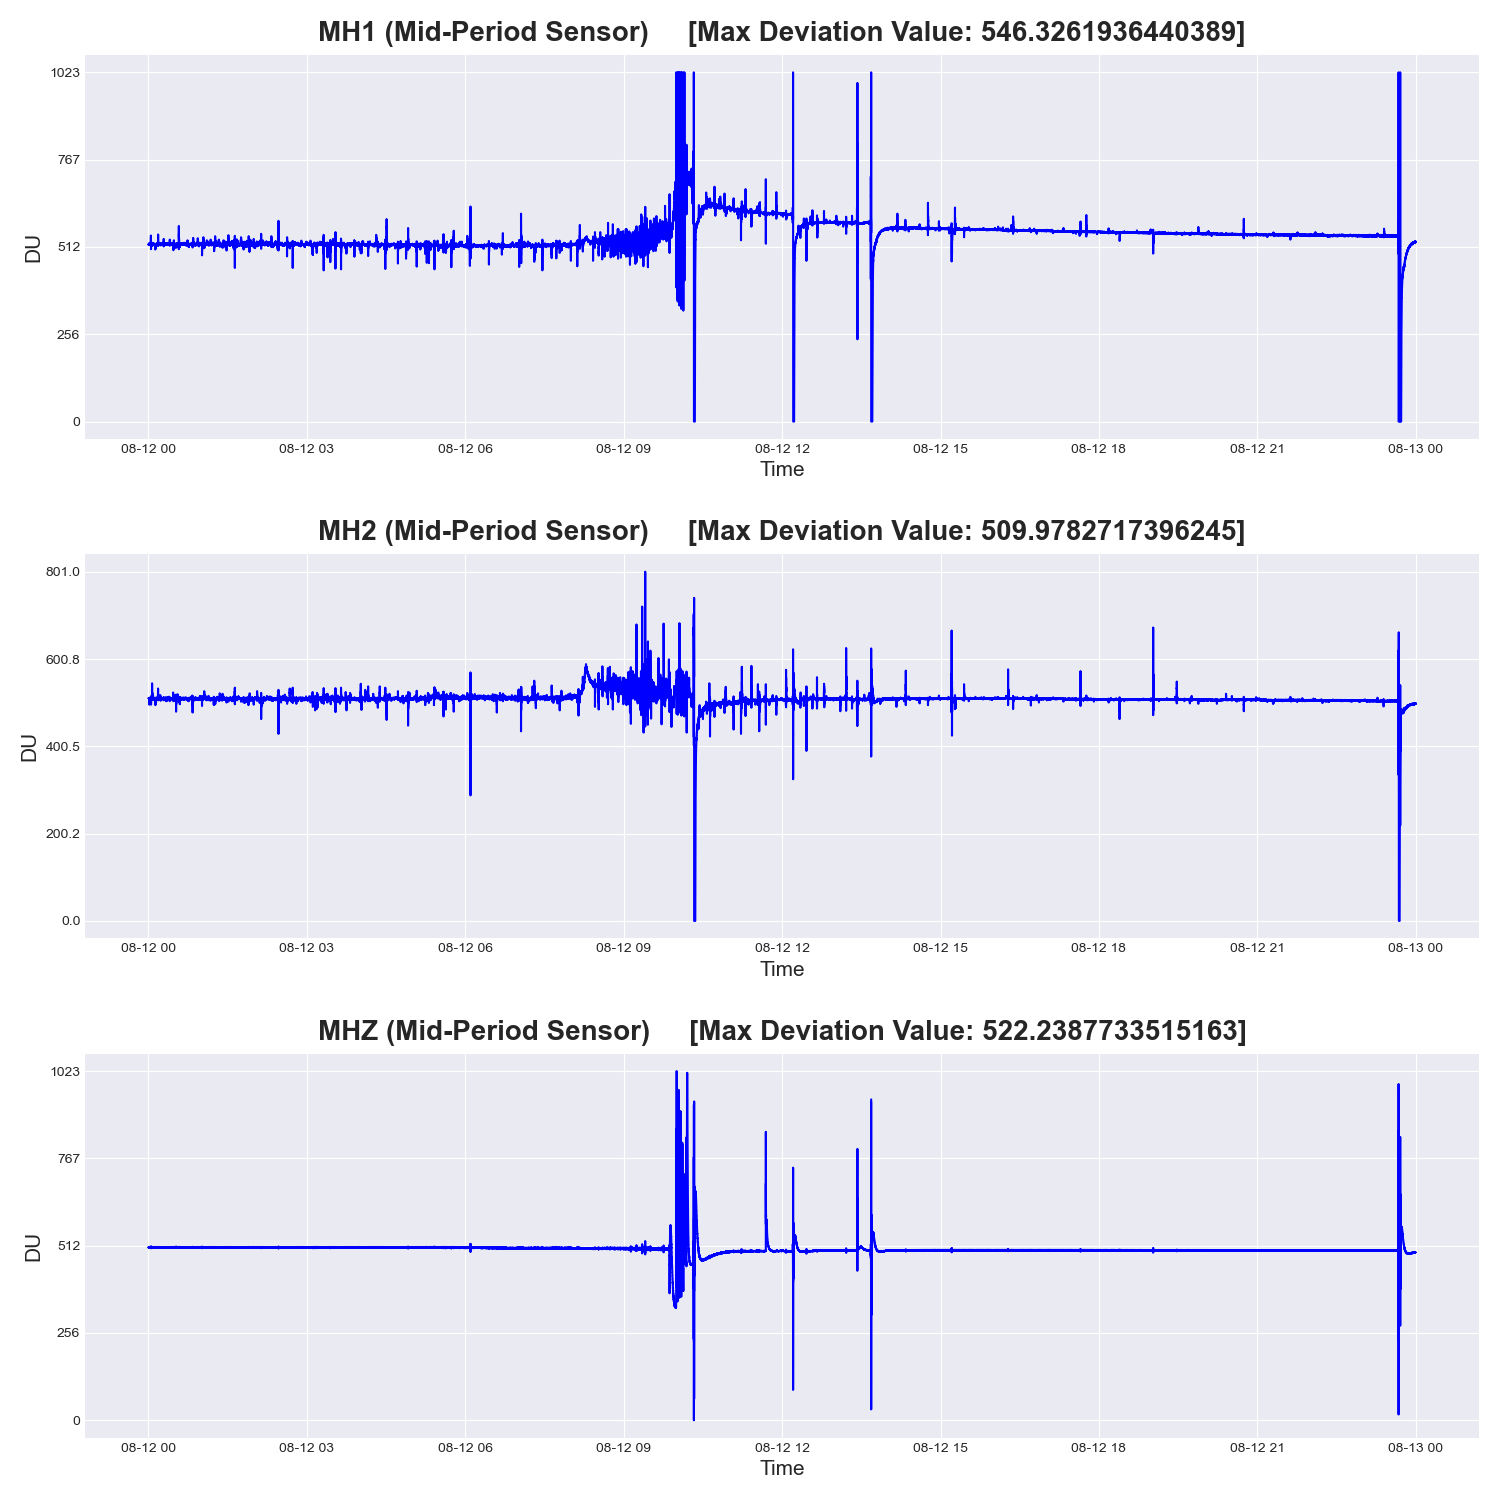 MH1 (Mid-Period Sensor) [Max Deviation Value: 546.3261936440389]
1023
767
512
256
0
DU
08-12 00 08-12 03 08-12 06 08-12 09 08-12 12 08-12 15 08-12 18 08-12 21 08-13 00
Time
MH2 (Mid-Period Sensor) [Max Deviation Value: 509.9782717396245]
801.0
600.8
400.5
200.2
0.0
DU
08-12 00 08-12 03 08-12 06 08-12 09 08-12 12 08-12 15 08-12 18 08-12 21 08-13 00
Time
MHZ (Mid-Period Sensor) [Max Deviation Value: 522.2387733515163]
1023
767
512
256
0
DU
08-12 00 08-12 03 08-12 06 08-12 09 08-12 12 08-12 15 08-12 18 08-12 21 08-13 00
Time